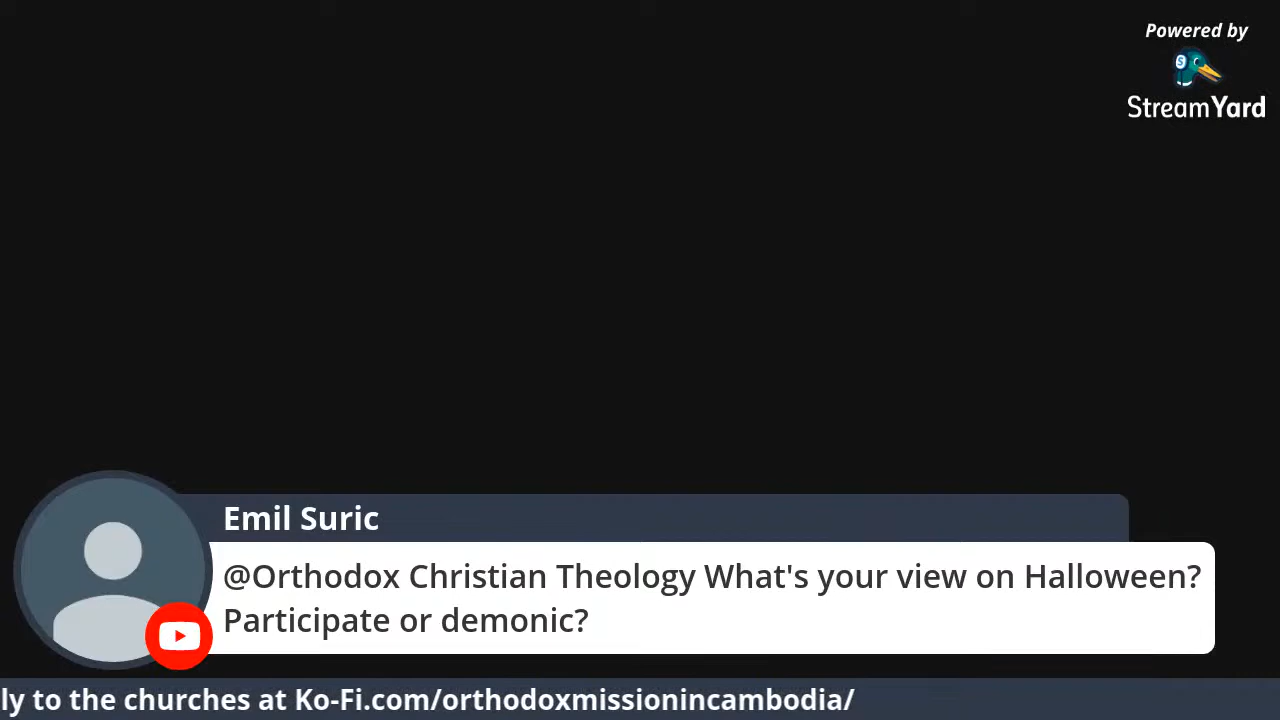 Powered by
StreamYard
Emil Suric
@Orthodox Christian Theology What's your view on Halloween?
Participate or demonic?
ly to the churches at Ko-Fi.com/orthodoxmissionincambodia/